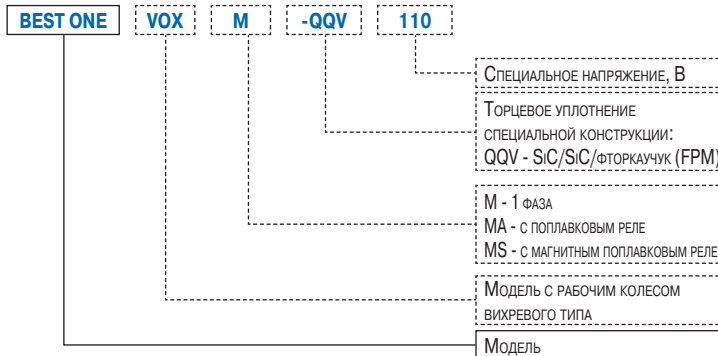 BEST ONE VOX M -QQV 110
Специальное напряжение, В
Торцевое уплотнение
специальной конструкции:
QQV - SiC/SiC/фторкаучук (FPM)
M - 1 фаза
MA - с поплавковым реле
MS - с магнитным поплавковым реле
Модель с рабочим колесом
вихревого типа
Модель